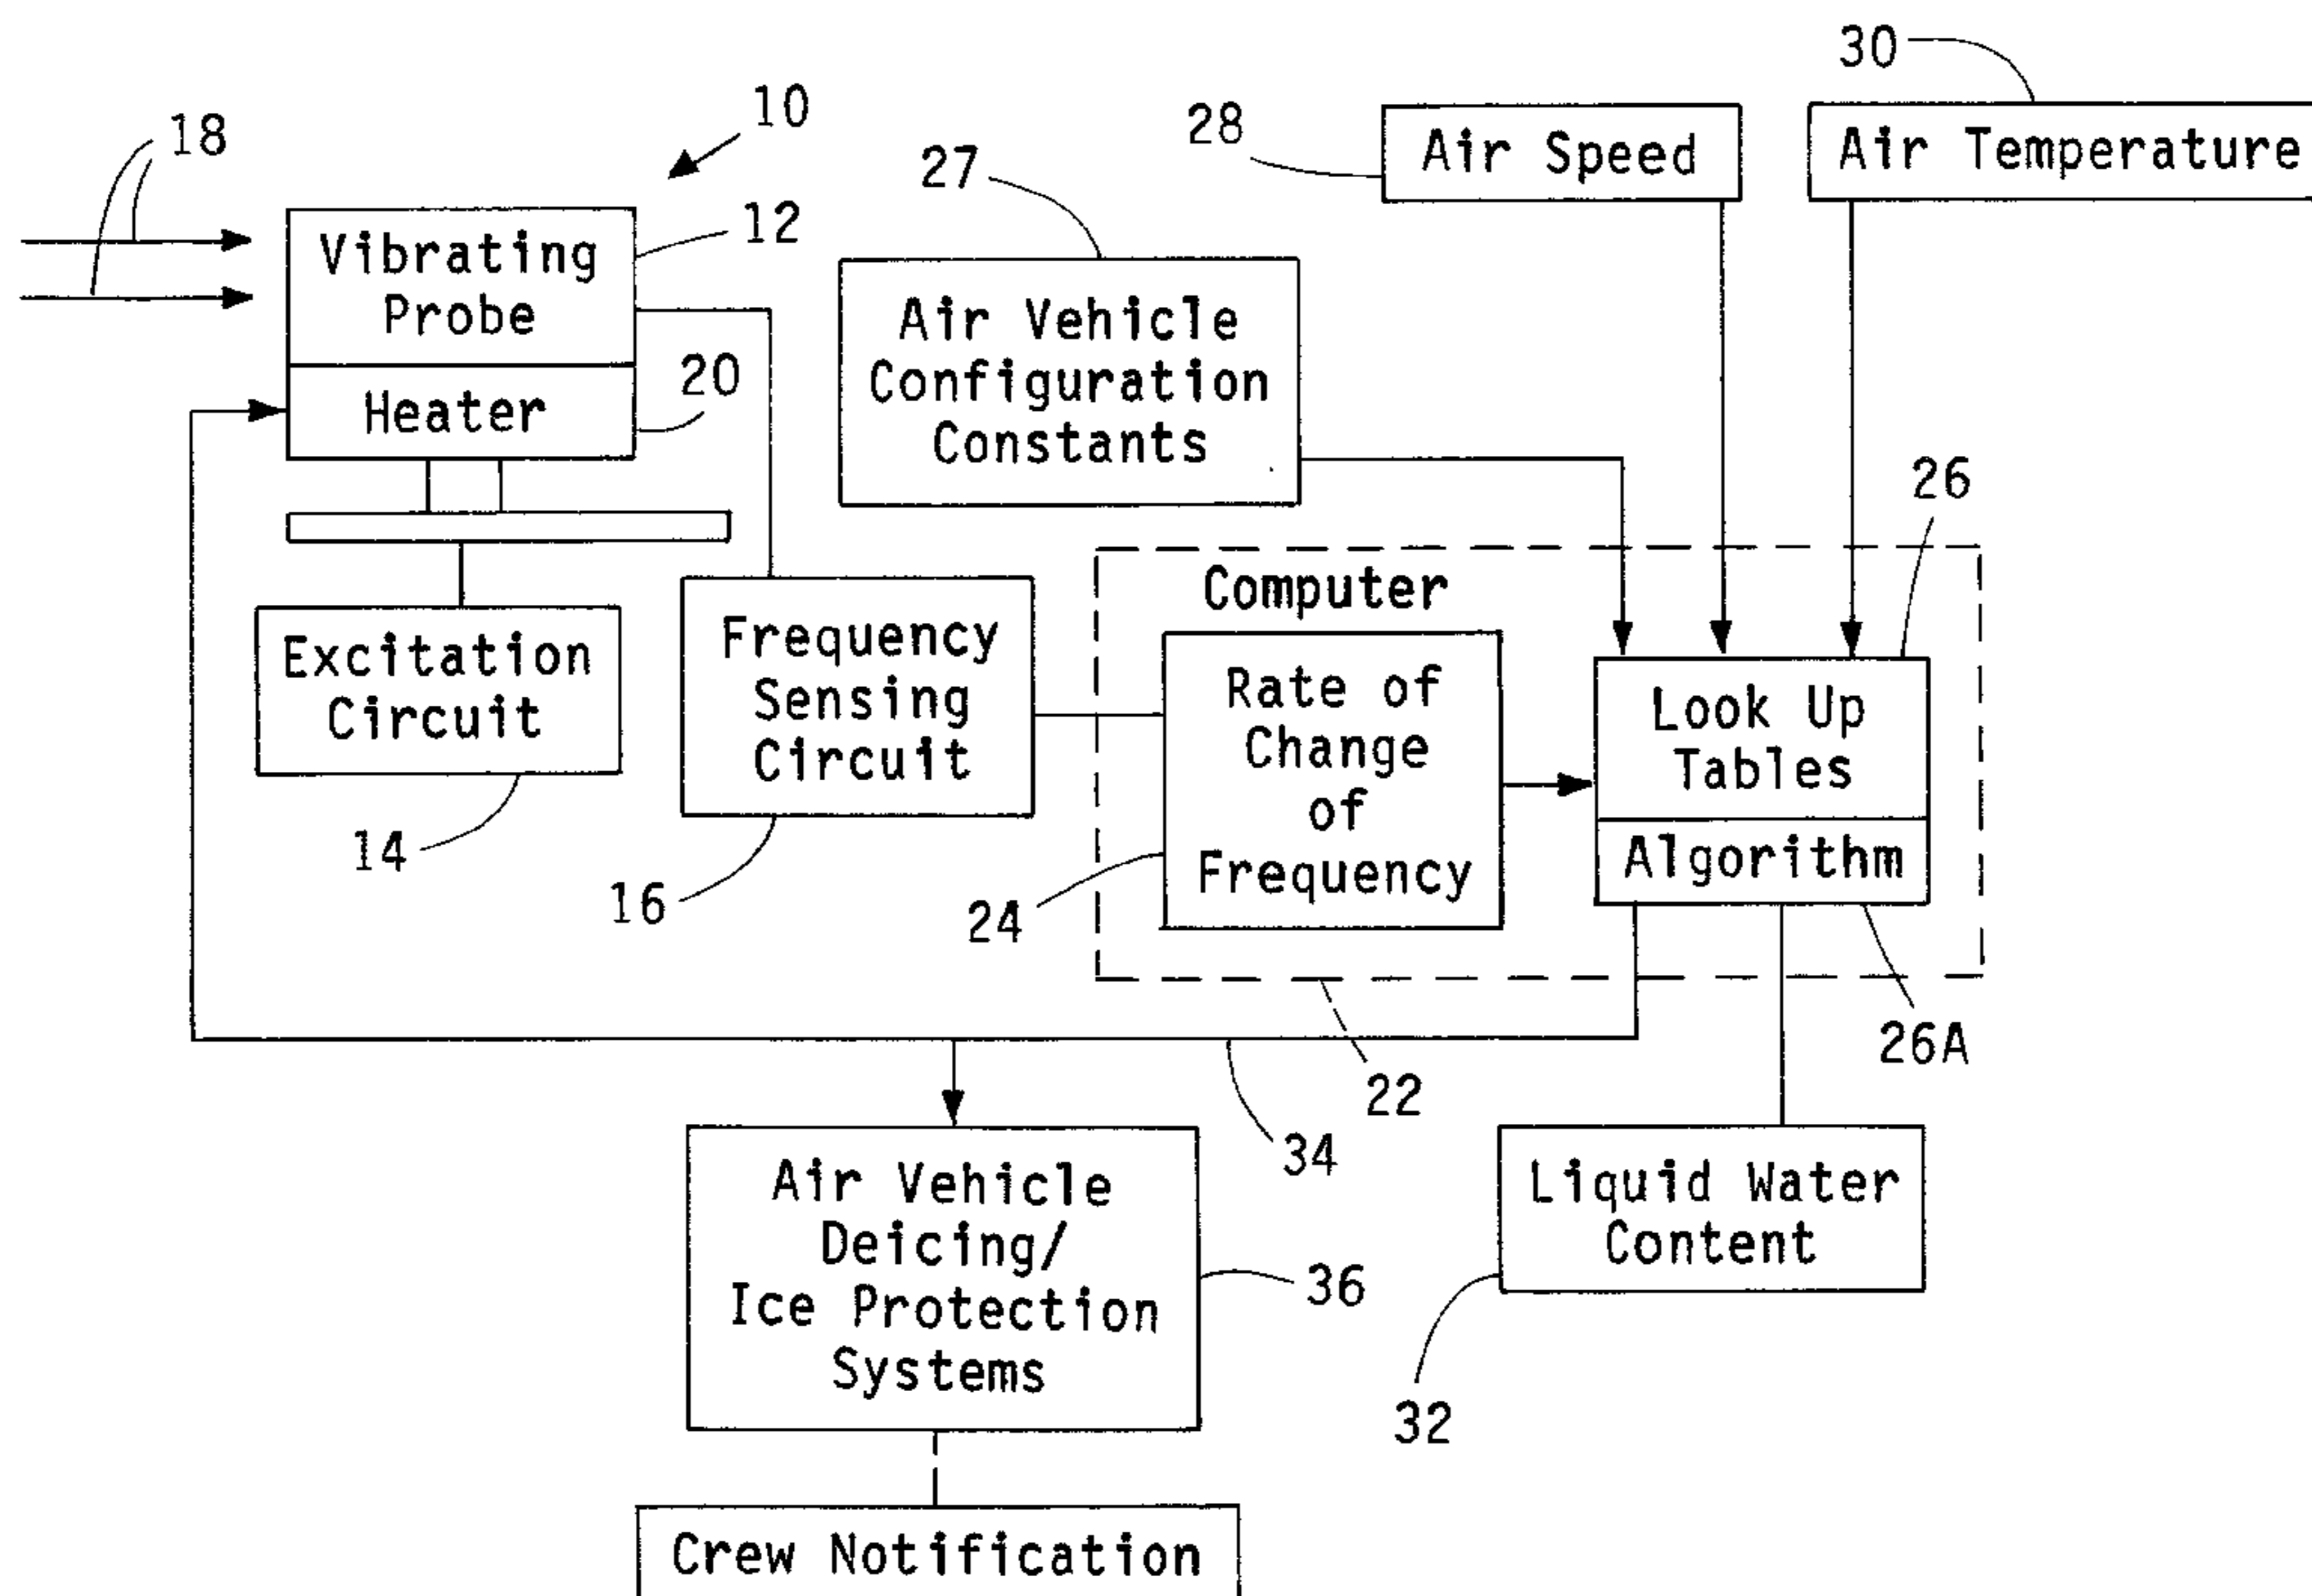 30
10
28
Air Speed
Air Temperature
18
27
12
Vibrating
Probe
Air Vehicle
Configuration
Constants
20
Heater
26
Computer
Excitation
Circuit
Frequency
Sensing
Circuit
Rate of
Change
of
Frequency
Look Up
Tables
Algorithm
14
16
24
26A
22
34
Air Vehicle
Deicing/
Ice Protection
Systems
Liquid Water
Content
36
32
Crew Notification